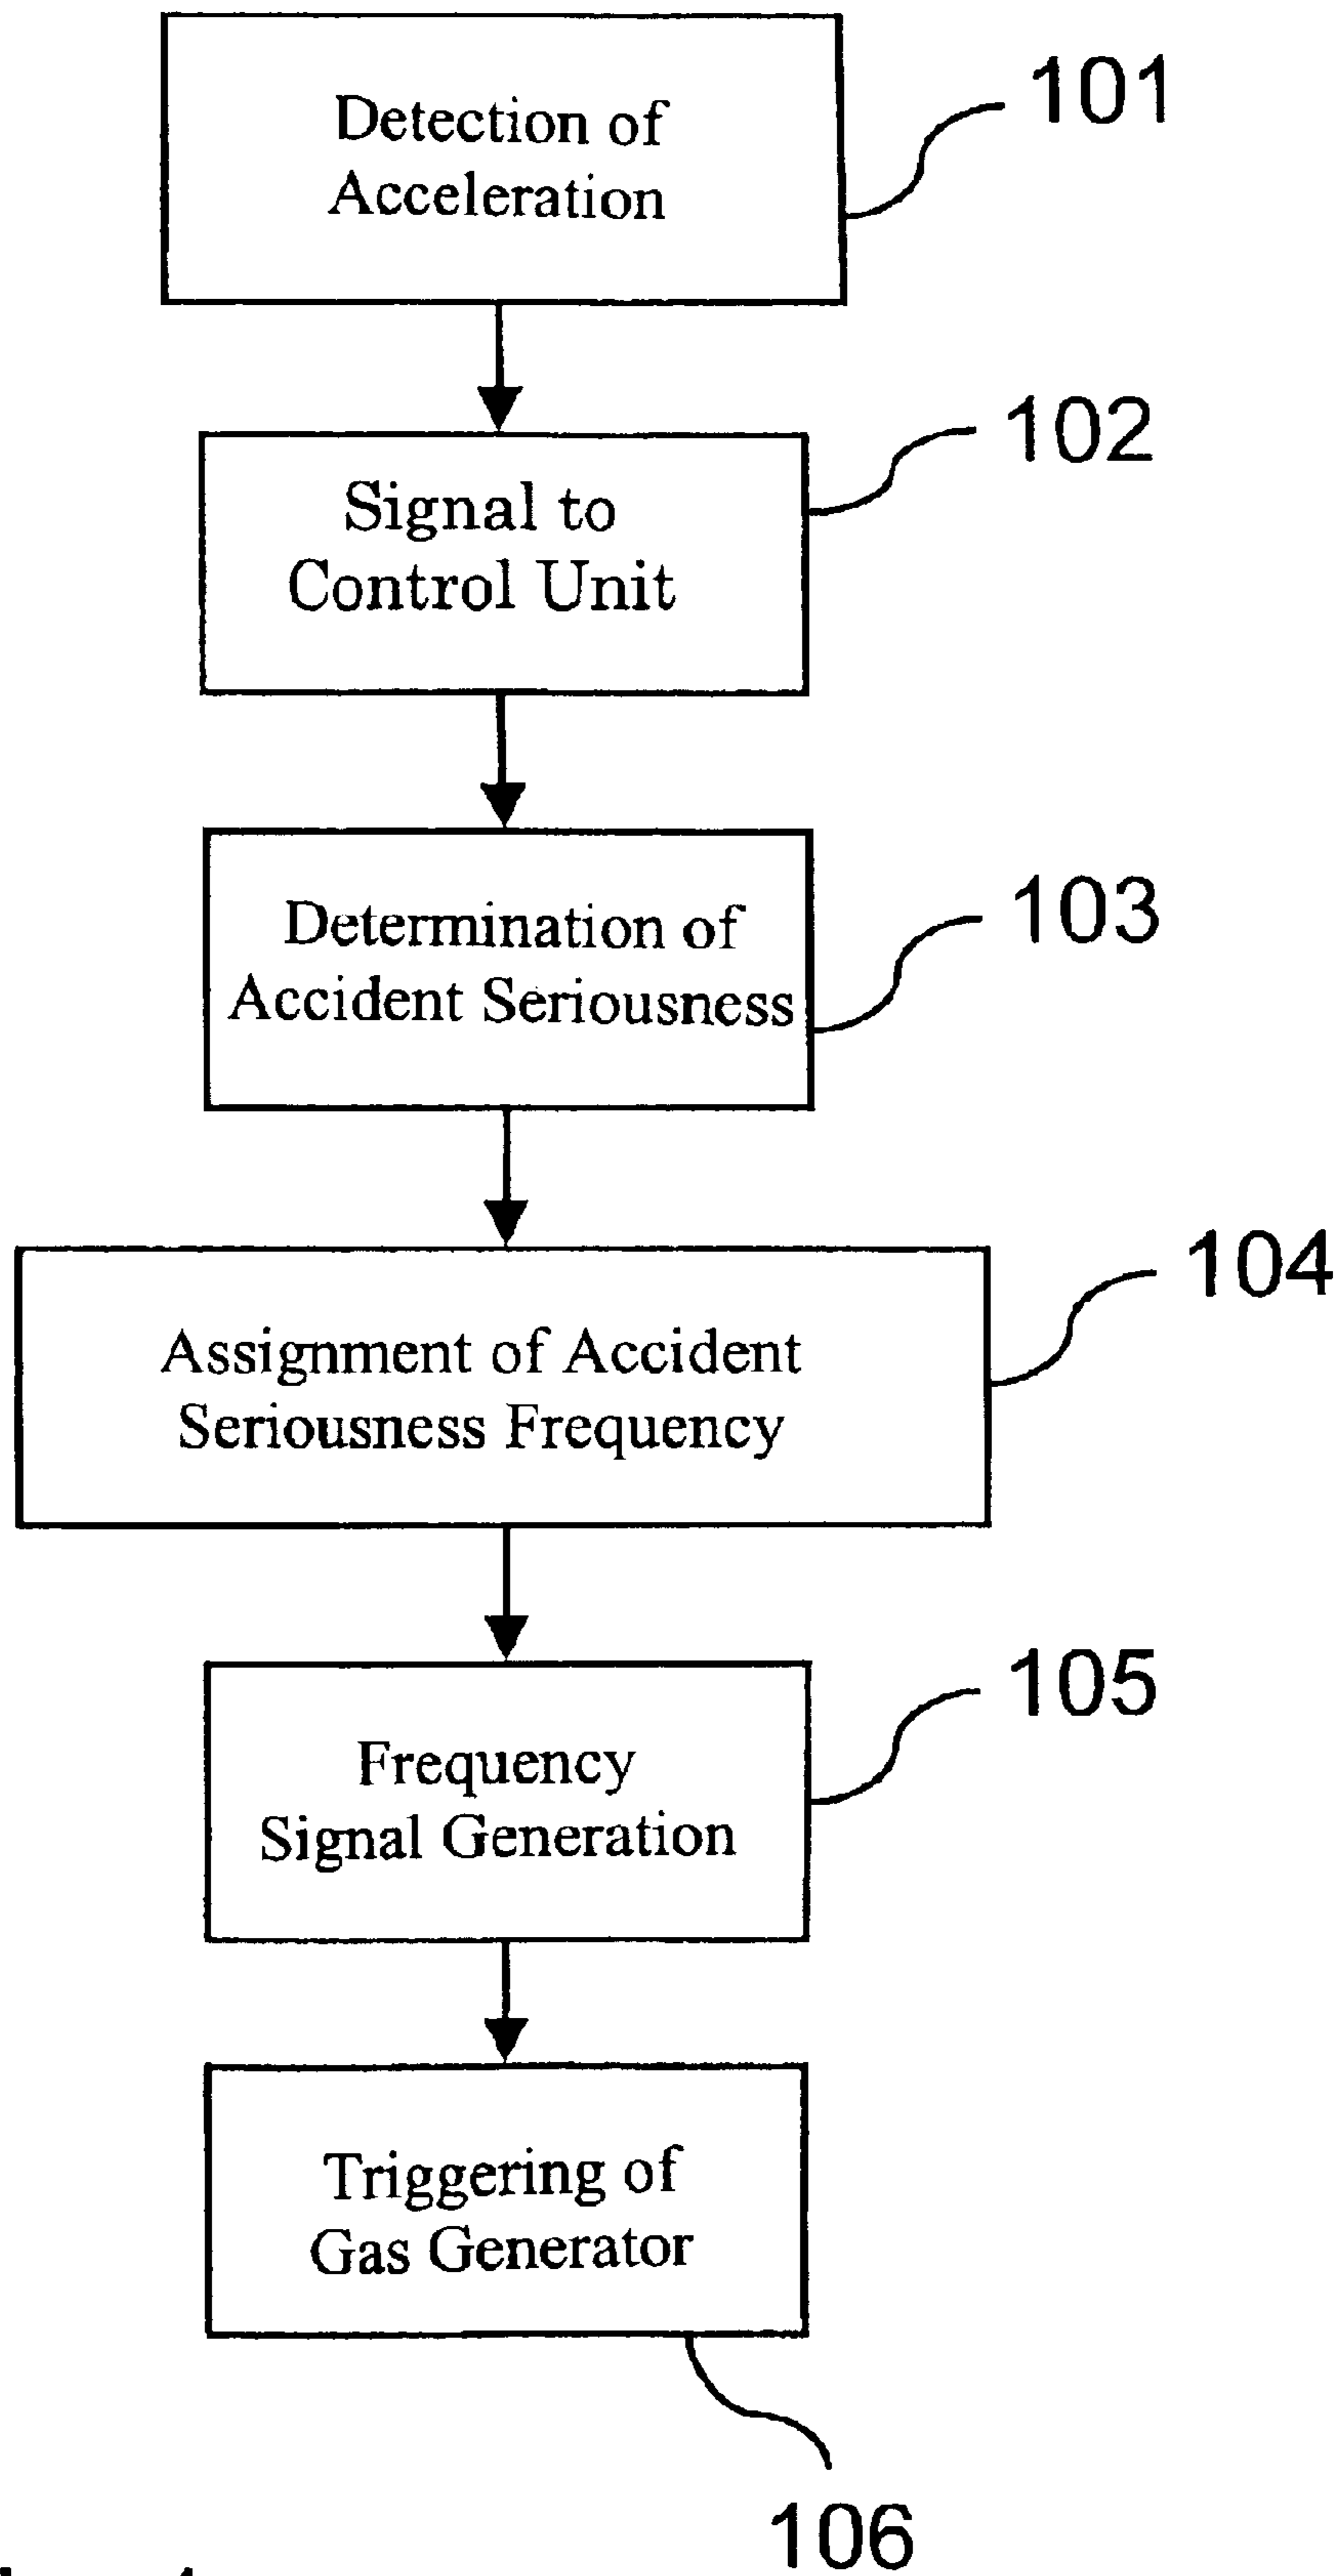 Detection of
Acceleration
101
Signal to
Control Unit
102
Determination of
Accident Seriousness
103
Assignment of Accident
Seriousness Frequency
104
Frequency
Signal Generation
105
Triggering of
Gas Generator
106